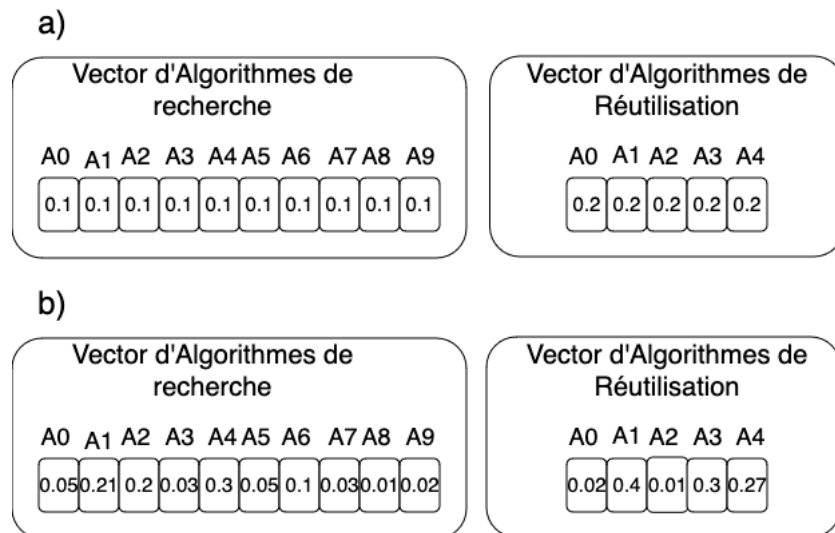 a)
Vector d'Algorithmes de
recherche
A0 A1 A2 A3 A4 A5 A6 A7 A8 A9
0.1 0.1 0.1 0.1 0.1 0.1 0.1 0.1 0.1 0.1
Vector d'Algorithmes de
Réutilisation
A0 A1 A2 A3 A4
0.2 0.2 0.2 0.2 0.2
b)
Vector d'Algorithmes de
recherche
A0 A1 A2 A3 A4 A5 A6 A7 A8 A9
0.05 0.21 0.2 0.03 0.3 0.05 0.1 0.03 0.01 0.02
Vector d'Algorithmes de
Réutilisation
A0 A1 A2 A3 A4
0.02 0.4 0.01 0.3 0.27